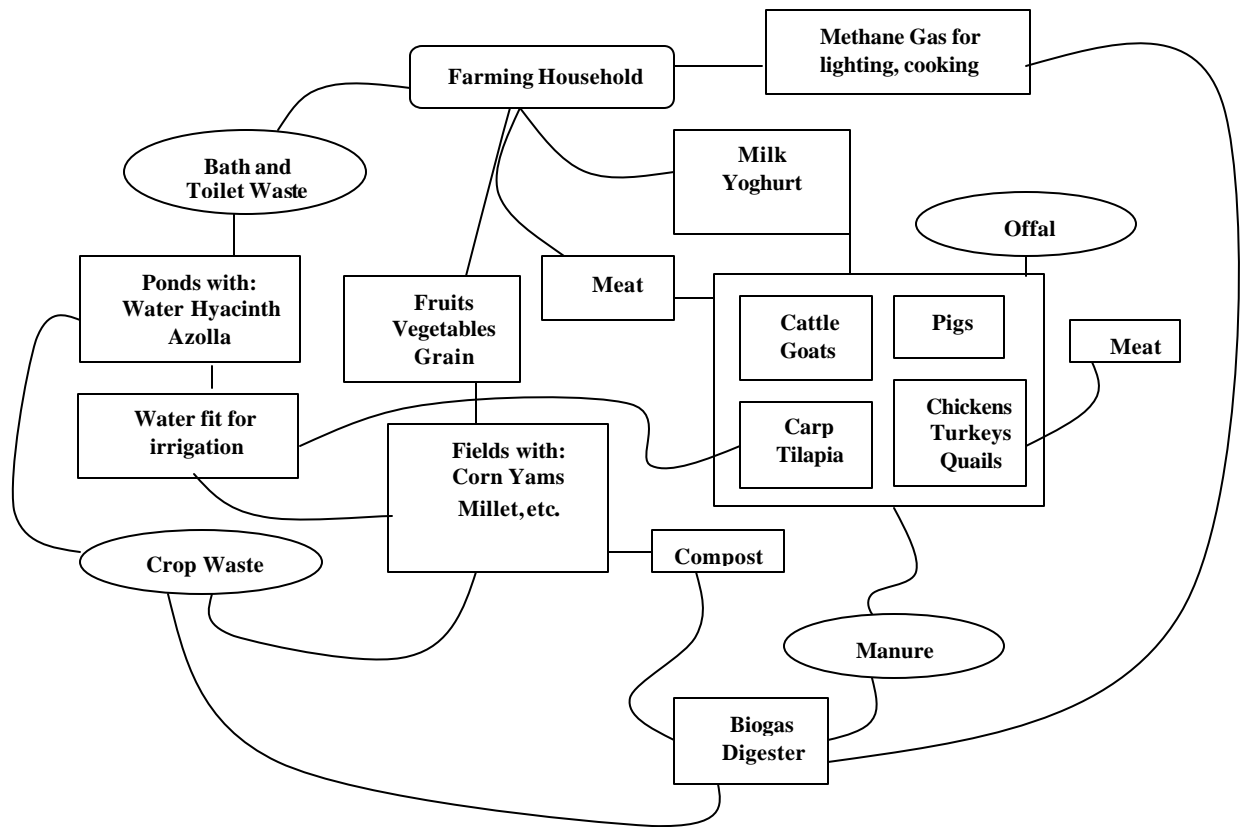 Methane Gas for
lighting, cooking
Farming Household
Bath and
Toilet Waste
Milk
Yoghurt
Offal
Ponds with:
Water Hyacinth
Azolla
Fruits
Vegetables
Grain
Meat
Cattle
Goats
Pigs
Meat
Water fit for
irrigation
Fields with:
Corn Yams
Millet, etc.
Carp
Tilapia
Chickens
Turkeys
Quails
Crop Waste
Compost
Manure
Biogas
Digester